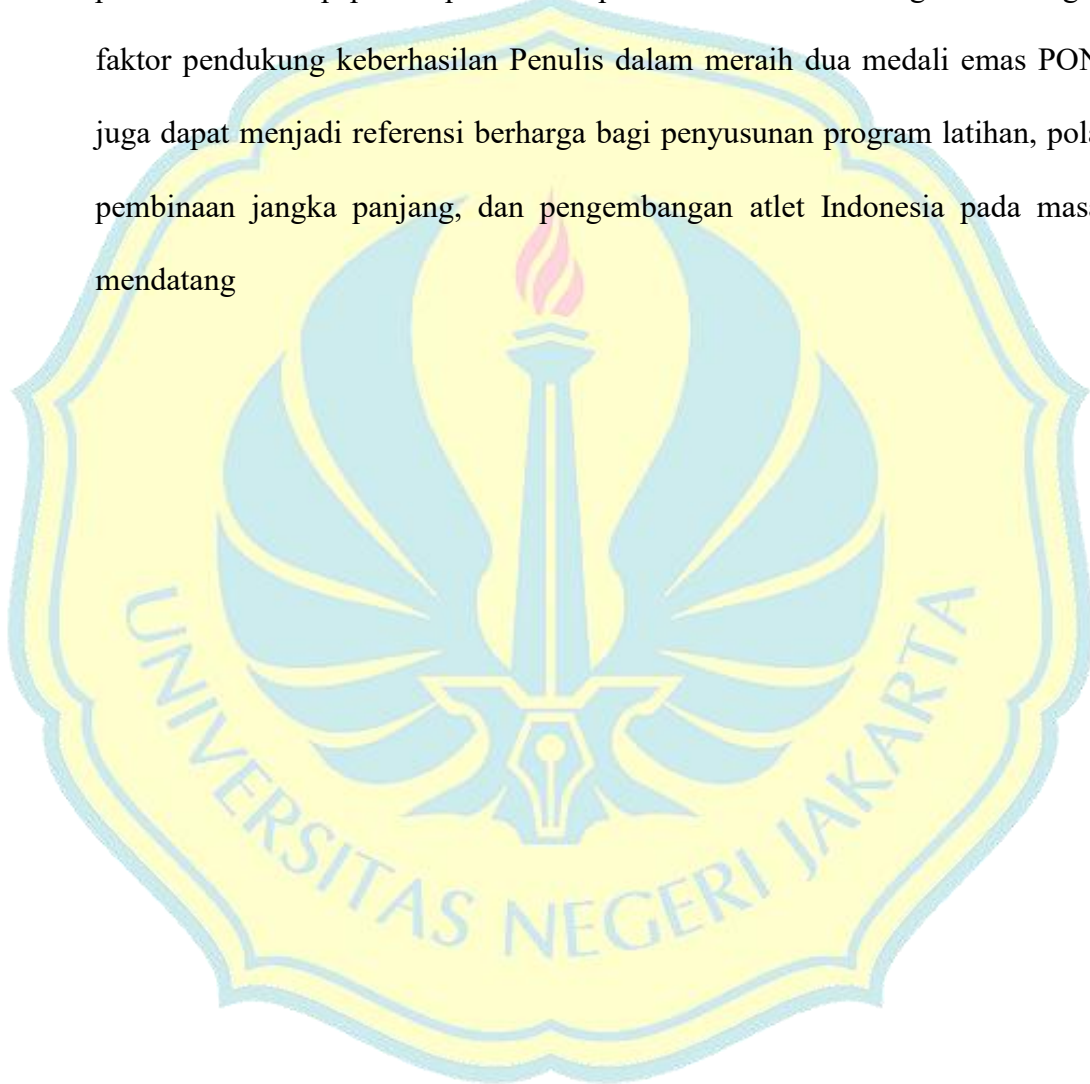 faktor pendukung keberhasilan Penulis dalam meraih dua medali emas PON
juga dapat menjadi referensi berharga bagi penyusunan program latihan, pola
pembinaan jangka panjang, dan pengembangan atlet Indonesia pada masa
mendatang
UNIVERSITAS NEGERI JAKARTA